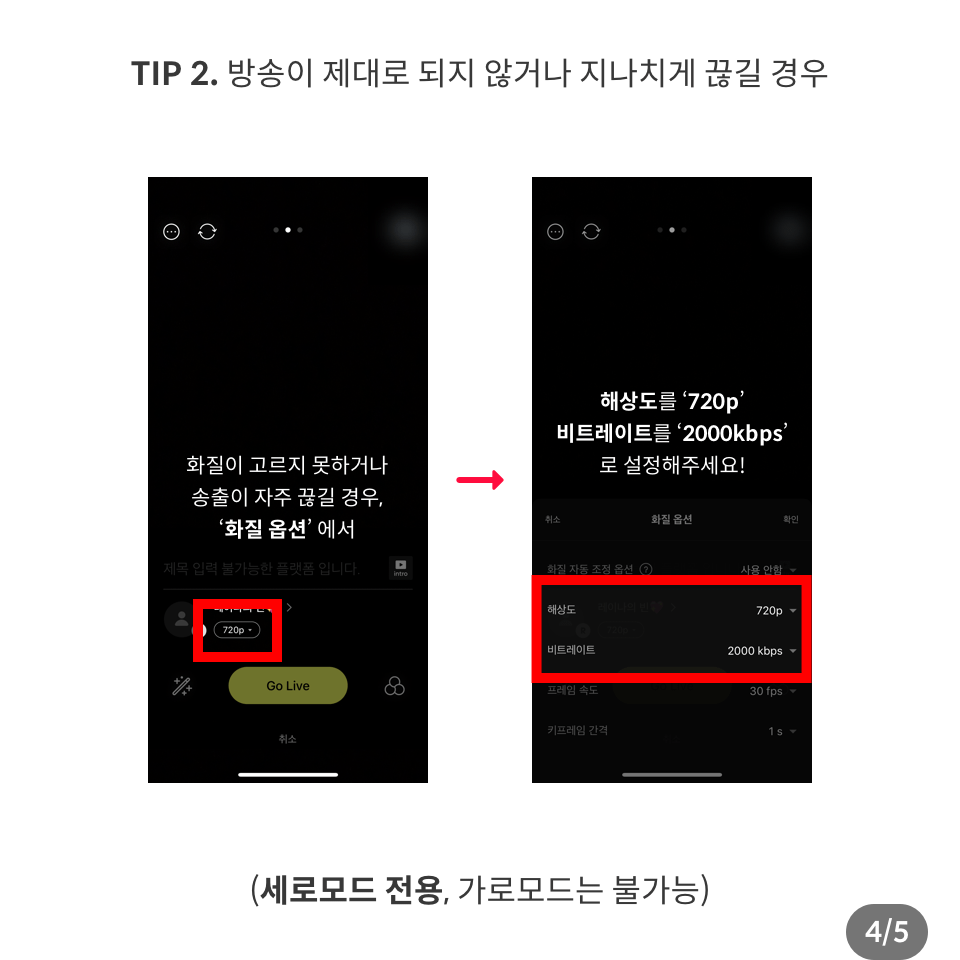 TIP 2. 방송이 제대로 되지 않거나 지나치게 끊길 경우
화질이 고르지 못하거나
송출이 자주 끊길 경우,
‘화질 옵션’ 에서
제목 입력 불가능한 플랫폼 입니다.
intro
720p
Go Live
취소
해상도를 ‘720p’
비트레이트를 ‘2000kbps’
로 설정해주세요!
취소 화질 옵션 확인
화질 자동 조정 옵션 ? 사용 안함
해상도 720p
비트레이트 2000 kbps
프레임 속도 30 fps
키프레임 간격 1 s
(세로모드 전용, 가로모드는 불가능)
4/5